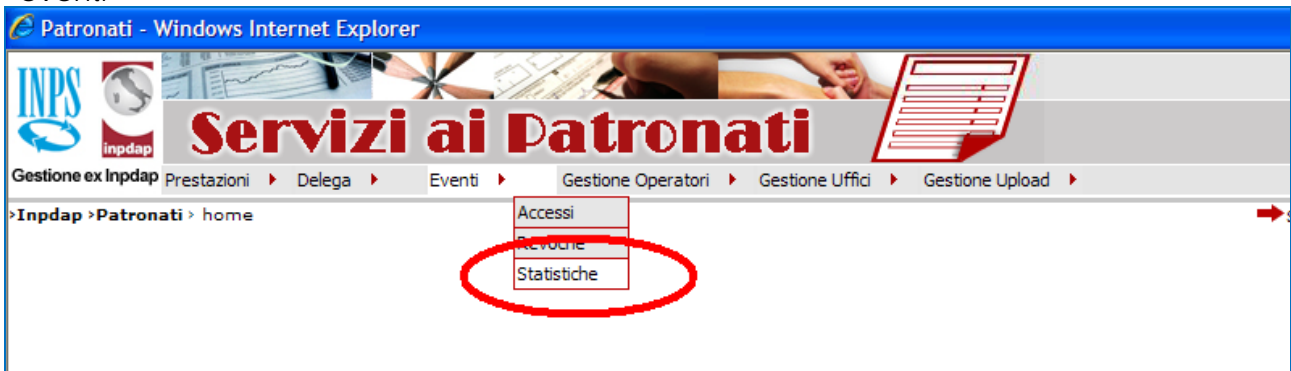 Patronati - Windows Internet Explorer
INPS
inpdap
Servizi ai Patronati
Gestione ex Inpdap Prestazioni Delega Eventi Gestione Operatori Gestione Uffici Gestione Upload
›Inpdap ›Patronati › home
Accessi
Revoche
Statistiche